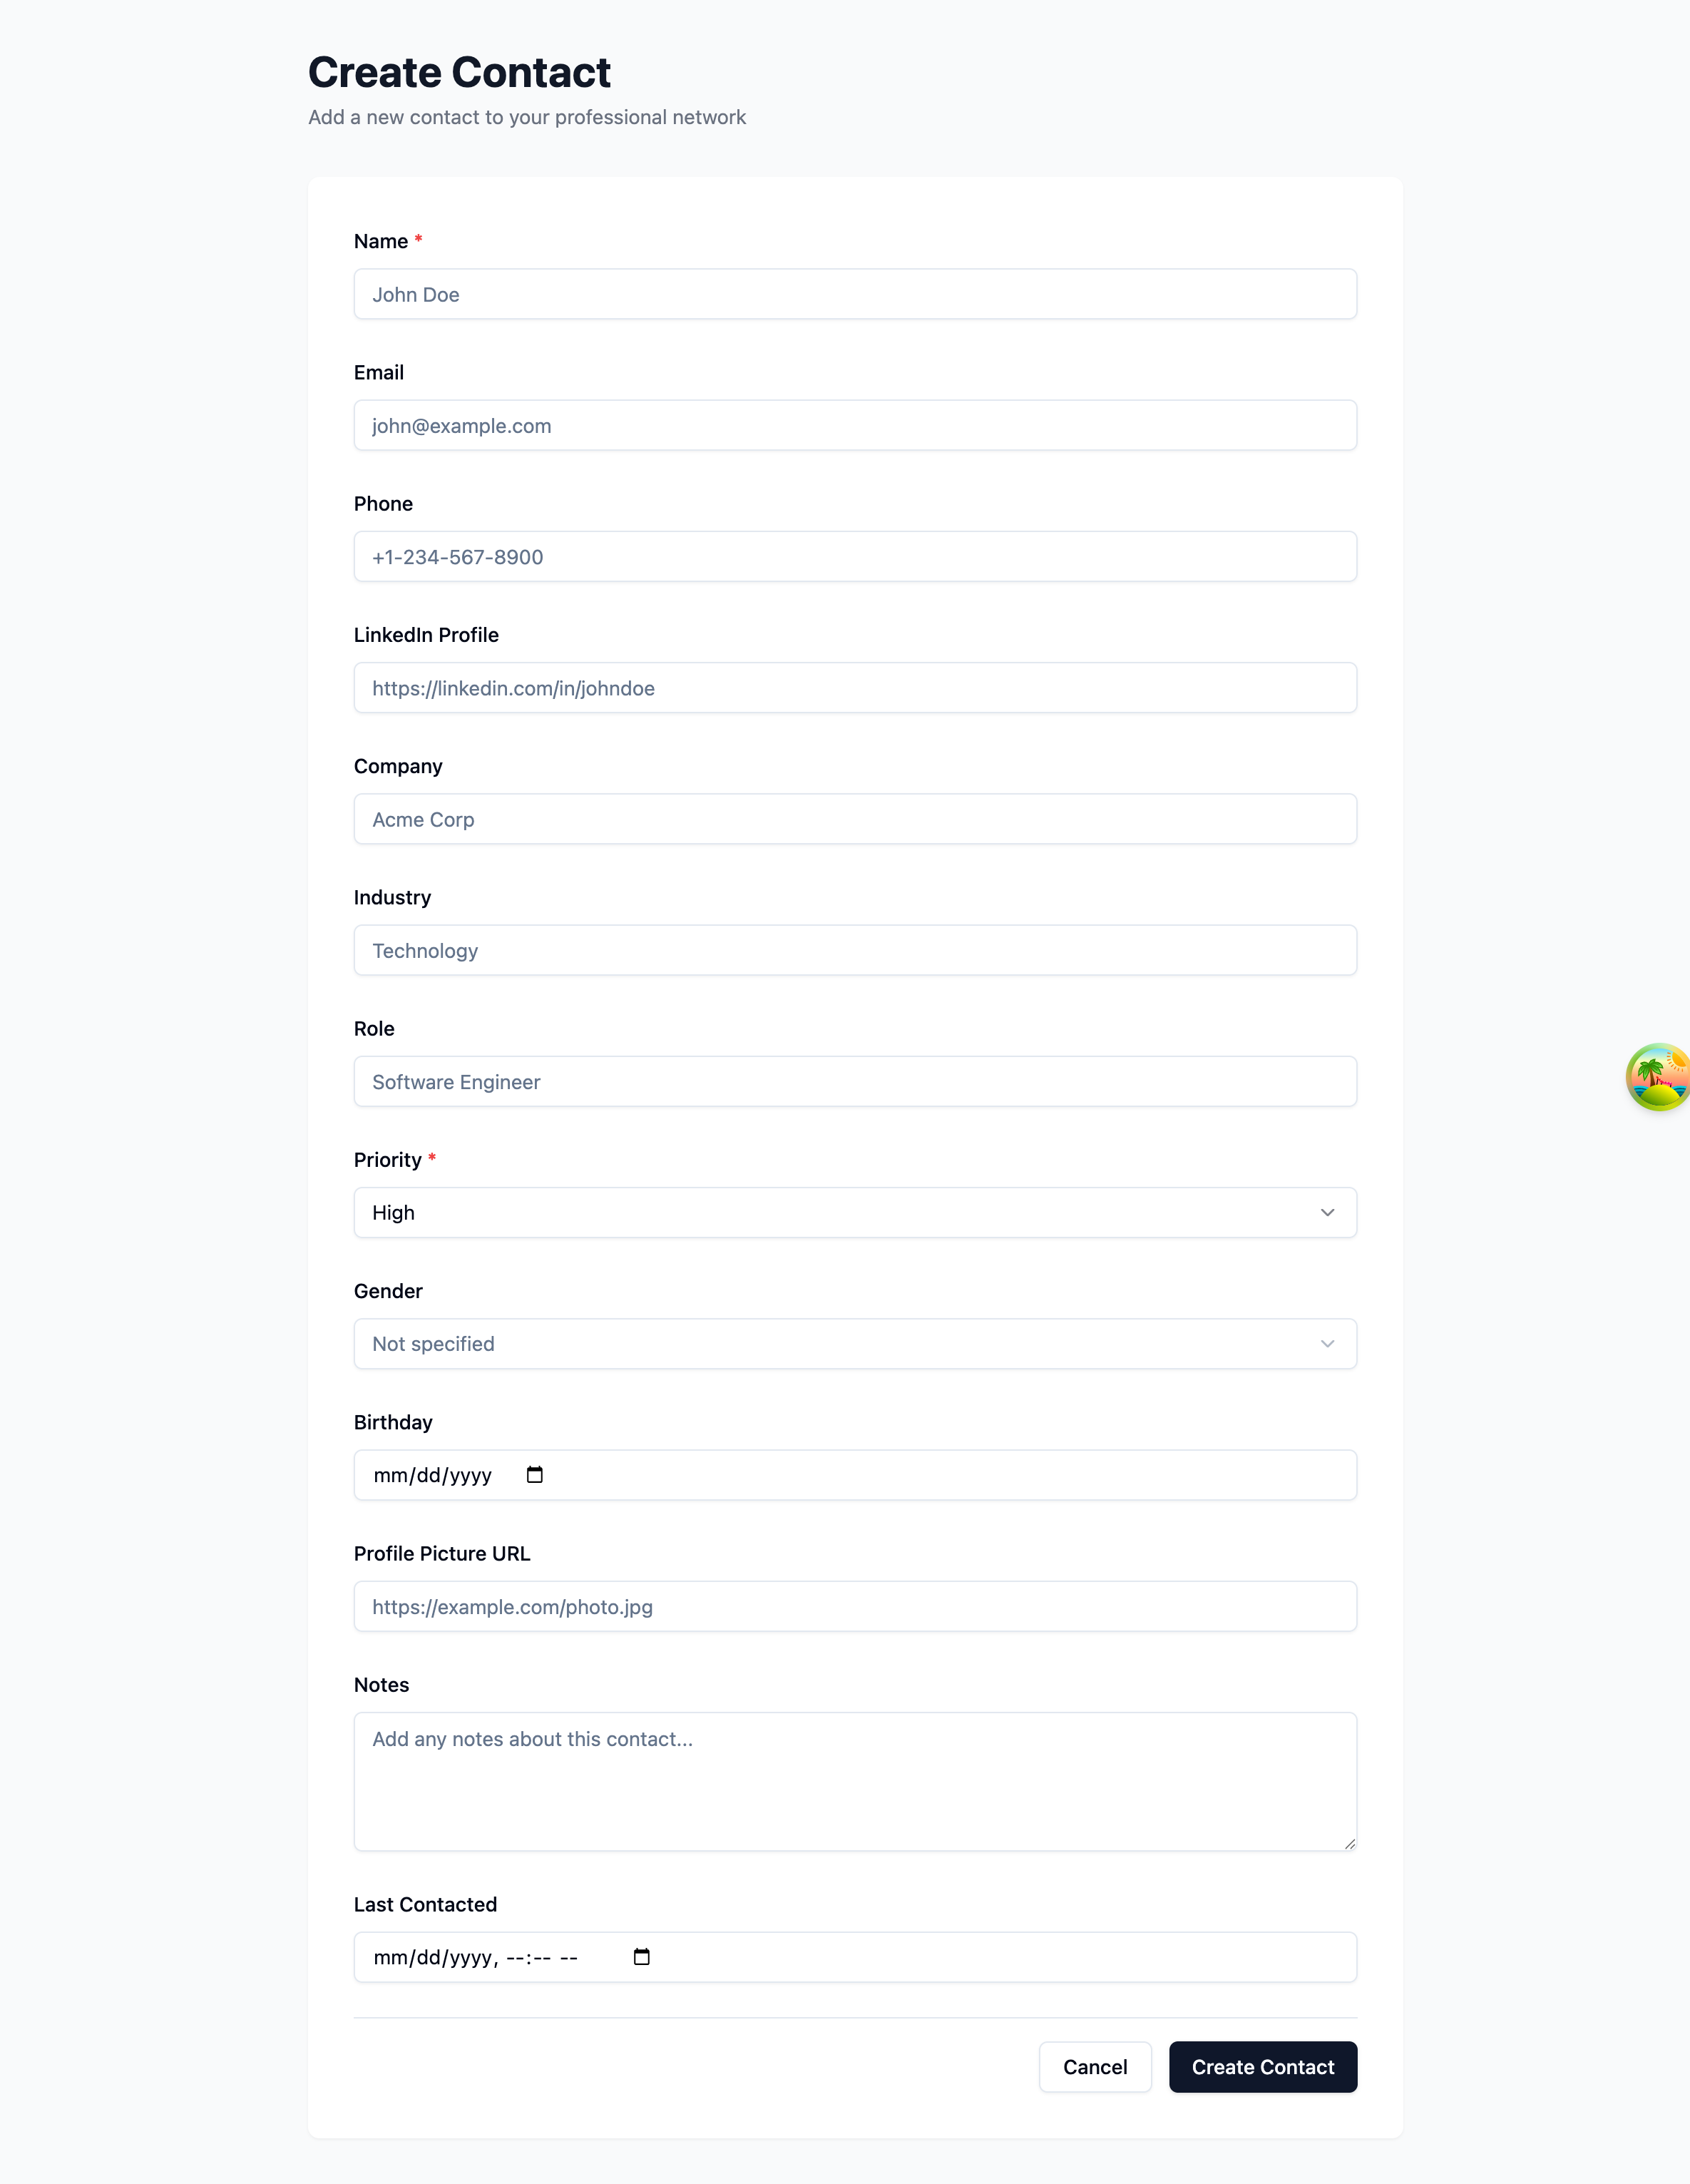 Create Contact
Add a new contact to your professional network
Name *
John Doe
Email
john@example.com
Phone
+1-234-567-8900
LinkedIn Profile
https://linkedin.com/in/johndoe
Company
Acme Corp
Industry
Technology
Role
Software Engineer
Priority *
High
Gender
Not specified
Birthday
mm/dd/yyyy
Profile Picture URL
https://example.com/photo.jpg
Notes
Add any notes about this contact...
Last Contacted
mm/dd/yyyy, --:-- --
Cancel Create Contact